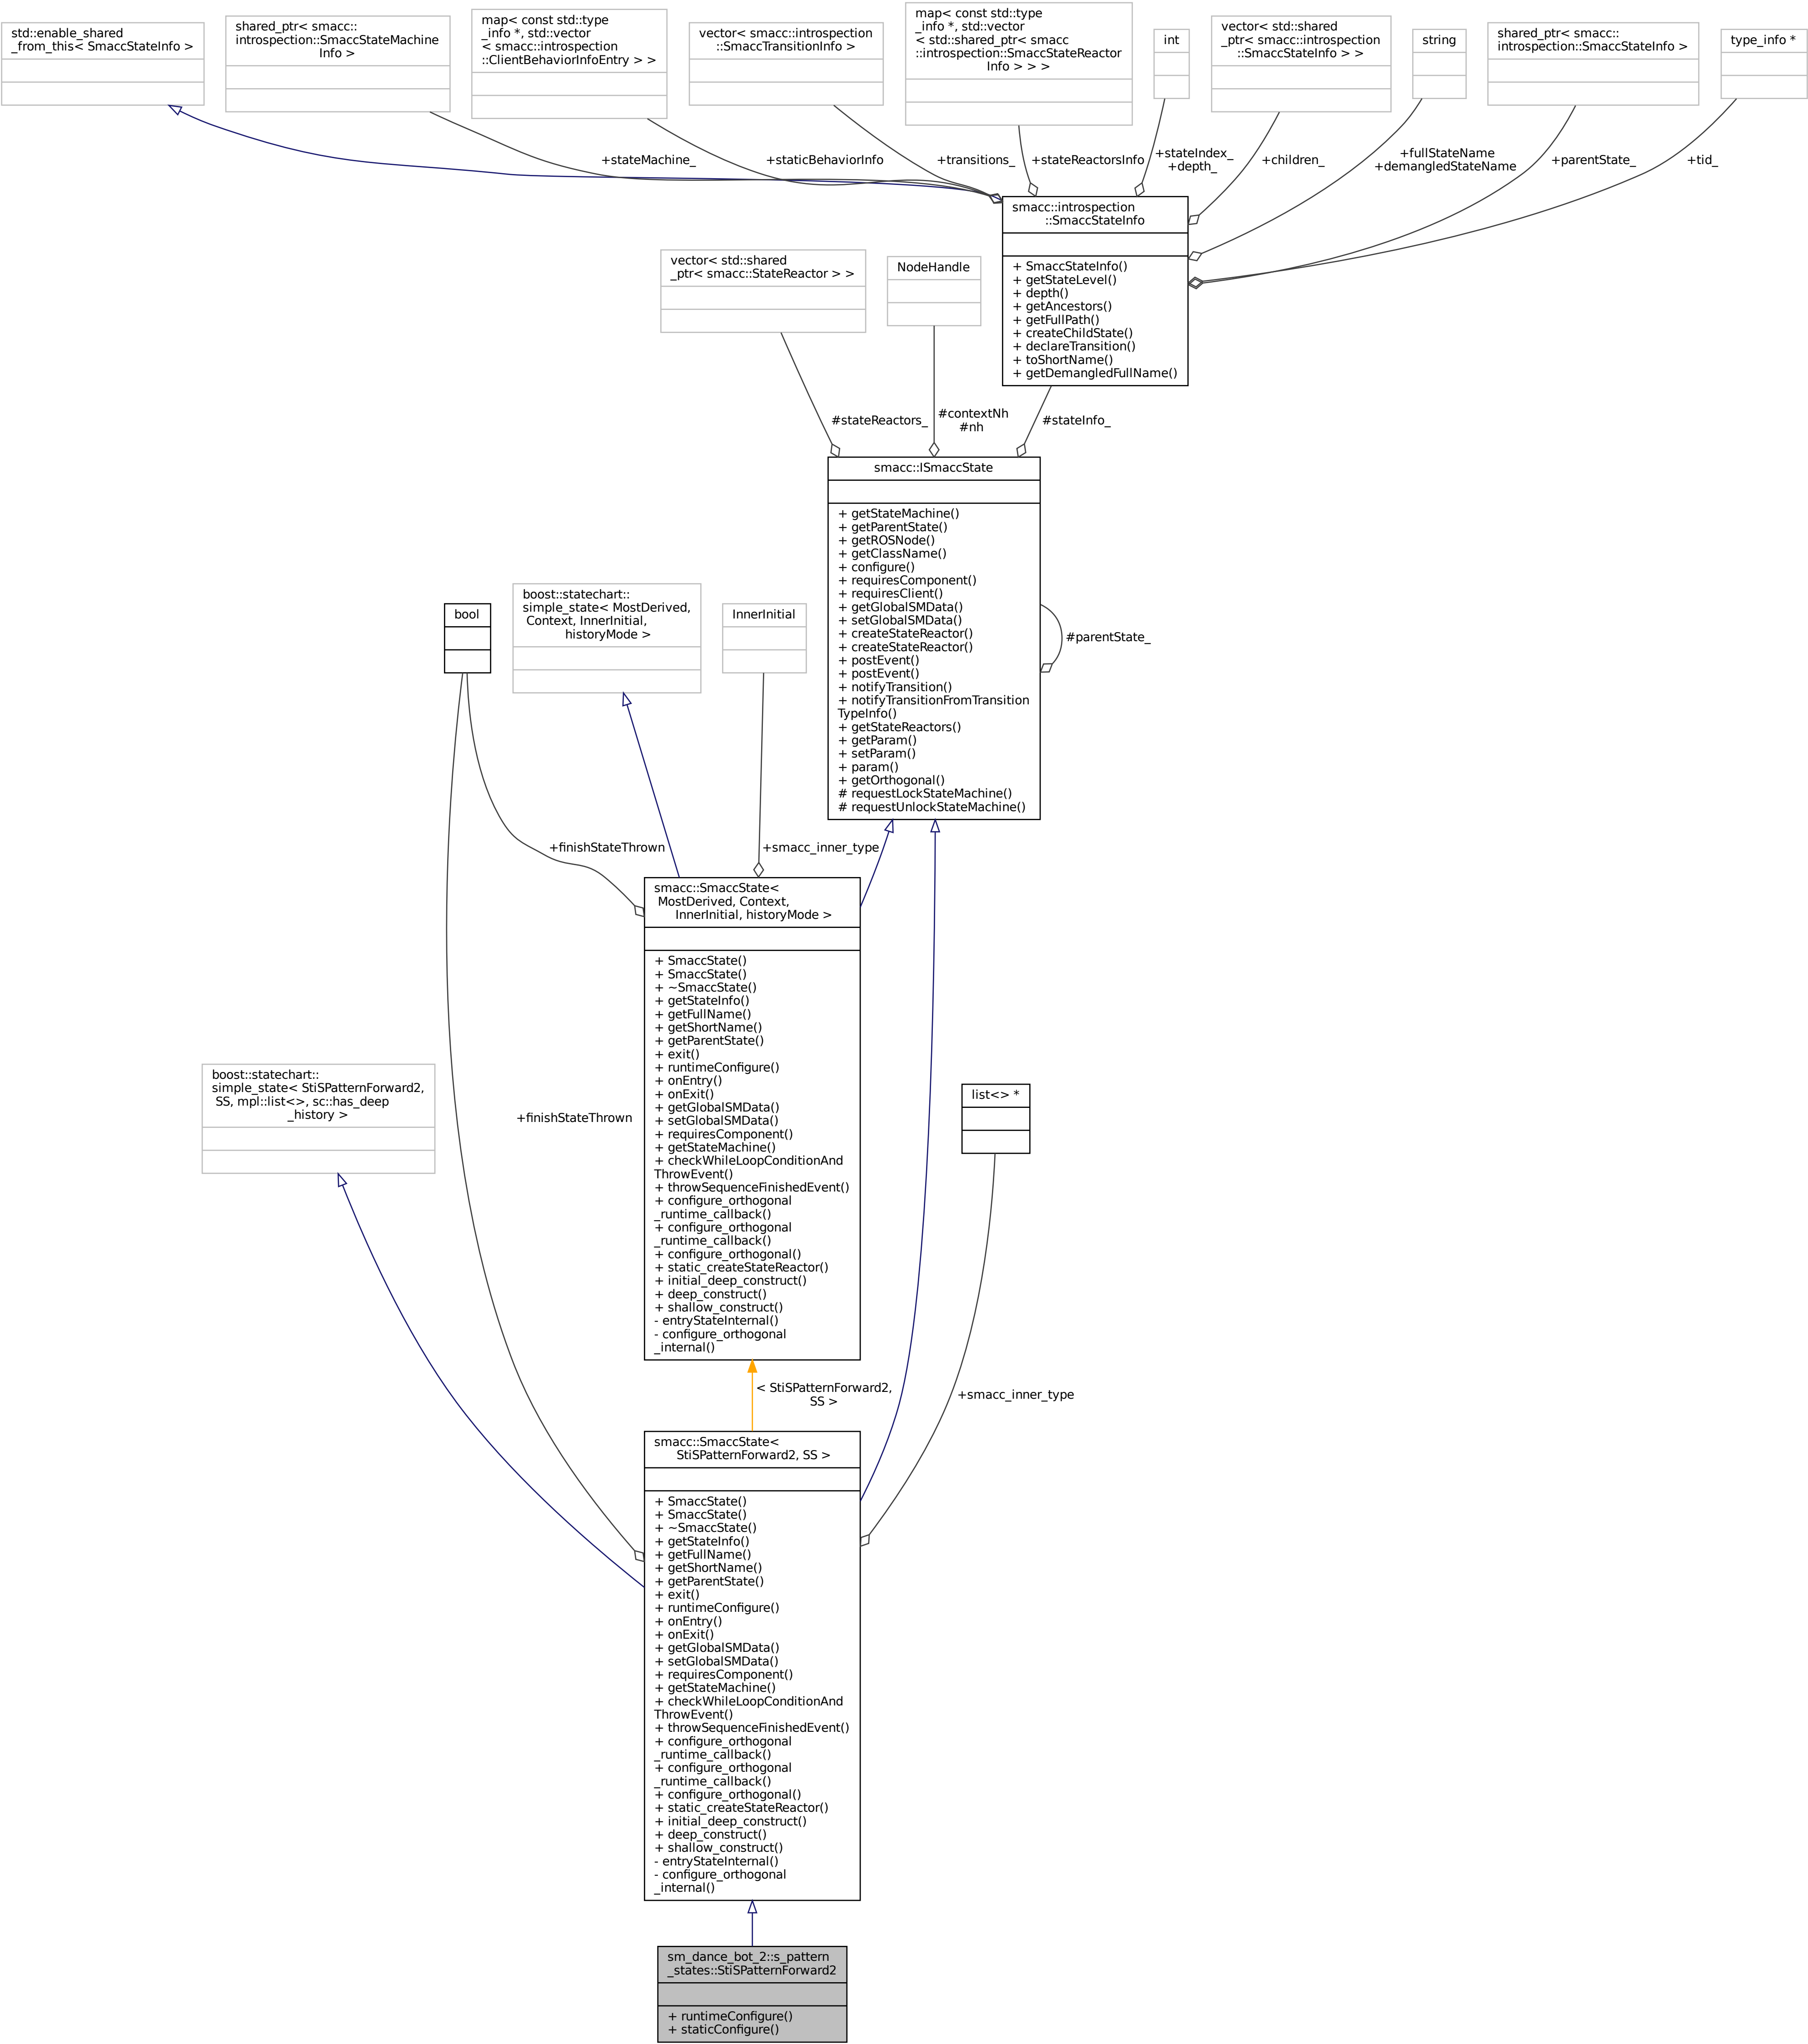 std::enable_shared
_from_this< SmaccStateInfo >
shared_ptr< smacc::
introspection::SmaccStateMachine
Info >
map< const std::type
_info *, std::vector
< smacc::introspection
::ClientBehaviorInfoEntry > >
vector< smacc::introspection
::SmaccTransitionInfo >
map< const std::type
_info *, std::vector
< std::shared_ptr< smacc
::introspection::SmaccStateReactor
Info > > >
int
vector< std::shared
_ptr< smacc::introspection
::SmaccStateInfo > >
string
shared_ptr< smacc::
introspection::SmaccStateInfo >
type_info *
+stateMachine_
+staticBehaviorInfo
+transitions_
+stateReactorsInfo
+stateIndex_
+depth_
+children_
+fullStateName
+demangledStateName
+parentState_
+tid_
smacc::introspection
::SmaccStateInfo
+ SmaccStateInfo()
+ getStateLevel()
+ depth()
+ getAncestors()
+ getFullPath()
+ createChildState()
+ declareTransition()
+ toShortName()
+ getDemangledFullName()
vector< std::shared
_ptr< smacc::StateReactor > >
NodeHandle
#stateReactors_
#contextNh
#nh
#stateInfo_
smacc::ISmaccState
+ getStateMachine()
+ getParentState()
+ getROSNode()
+ getClassName()
+ configure()
+ requiresComponent()
+ requiresClient()
+ getGlobalSMData()
+ setGlobalSMData()
+ createStateReactor()
+ createStateReactor()
+ postEvent()
+ postEvent()
+ notifyTransition()
+ notifyTransitionFromTransition
TypeInfo()
+ getStateReactors()
+ getParam()
+ setParam()
+ param()
+ getOrthogonal()
# requestLockStateMachine()
# requestUnlockStateMachine()
#parentState_
bool
boost::statechart::
simple_state< MostDerived,
Context, InnerInitial,
historyMode >
InnerInitial
+finishStateThrown
+smacc_inner_type
smacc::SmaccState<
MostDerived, Context,
InnerInitial, historyMode >
+ SmaccState()
+ SmaccState()
+ ~SmaccState()
+ getStateInfo()
+ getFullName()
+ getShortName()
+ getParentState()
+ exit()
+ runtimeConfigure()
+ onEntry()
+ onExit()
+ getGlobalSMData()
+ setGlobalSMData()
+ requiresComponent()
+ getStateMachine()
+ checkWhileLoopConditionAnd
ThrowEvent()
+ throwSequenceFinishedEvent()
+ configure_orthogonal
_runtime_callback()
+ configure_orthogonal
_runtime_callback()
+ configure_orthogonal()
+ static_createStateReactor()
+ initial_deep_construct()
+ deep_construct()
+ shallow_construct()
- entryStateInternal()
- configure_orthogonal
_internal()
boost::statechart::
simple_state< StiSPatternForward2,
SS, mpl::list<>, sc::has_deep
_history >
+finishStateThrown
list<> *
< StiSPatternForward2,
SS >
+smacc_inner_type
smacc::SmaccState<
StiSPatternForward2, SS >
+ SmaccState()
+ SmaccState()
+ ~SmaccState()
+ getStateInfo()
+ getFullName()
+ getShortName()
+ getParentState()
+ exit()
+ runtimeConfigure()
+ onEntry()
+ onExit()
+ getGlobalSMData()
+ setGlobalSMData()
+ requiresComponent()
+ getStateMachine()
+ checkWhileLoopConditionAnd
ThrowEvent()
+ throwSequenceFinishedEvent()
+ configure_orthogonal
_runtime_callback()
+ configure_orthogonal
_runtime_callback()
+ configure_orthogonal()
+ static_createStateReactor()
+ initial_deep_construct()
+ deep_construct()
+ shallow_construct()
- entryStateInternal()
- configure_orthogonal
_internal()
sm_dance_bot_2::s_pattern
_states::StiSPatternForward2
+ runtimeConfigure()
+ staticConfigure()